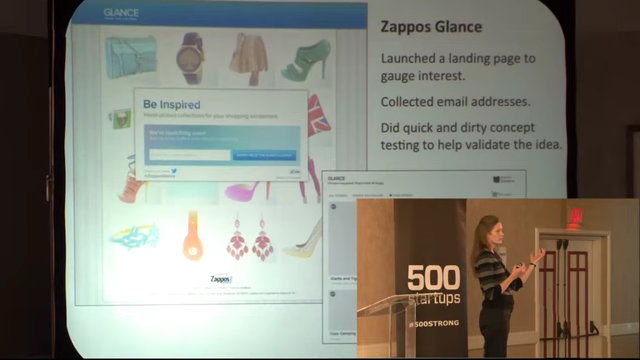 GLANCE
Zappos Glance
Launched a landing page to
gauge interest.
Collected email addresses.
Did quick and dirty concept
testing to help validate the idea.
Be Inspired
We're launching soon!
GLANCE
Zappos
500
startups
#500STRONG